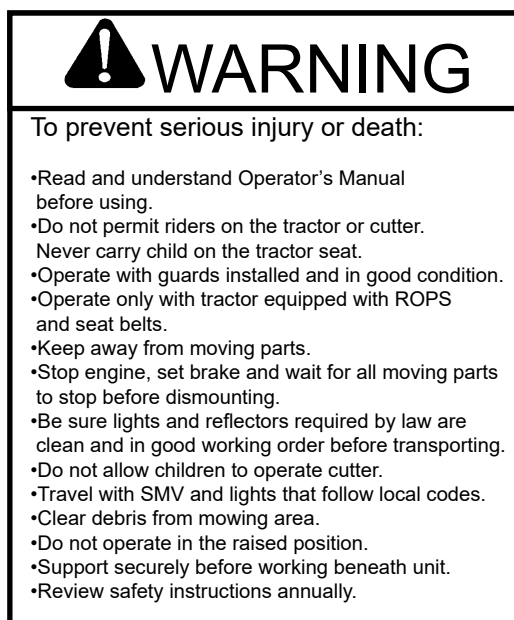 WARNING
To prevent serious injury or death:
•Read and understand Operator’s Manual
before using.
•Do not permit riders on the tractor or cutter.
Never carry child on the tractor seat.
•Operate with guards installed and in good condition.
•Operate only with tractor equipped with ROPS
and seat belts.
•Keep away from moving parts.
•Stop engine, set brake and wait for all moving parts
to stop before dismounting.
•Be sure lights and reflectors required by law are
clean and in good working order before transporting.
•Do not allow children to operate cutter.
•Travel with SMV and lights that follow local codes.
•Clear debris from mowing area.
•Do not operate in the raised position.
•Support securely before working beneath unit.
•Review safety instructions annually.